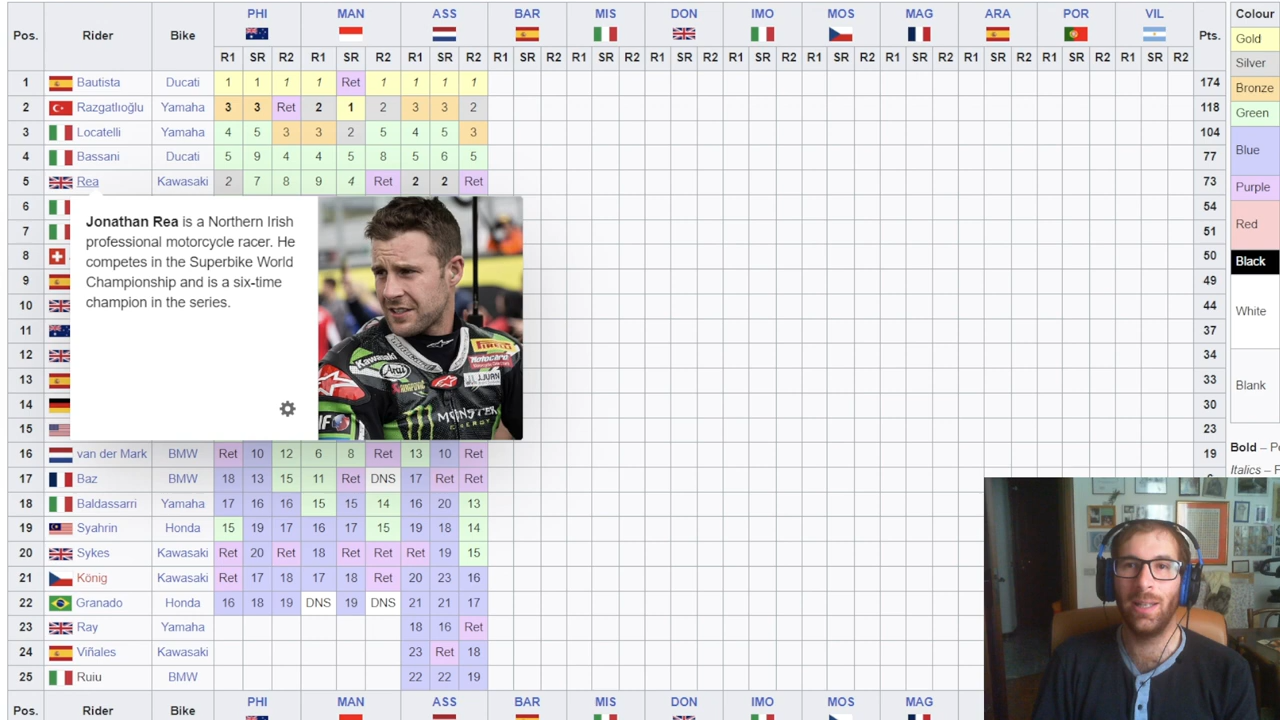 PHI MAN ASS BAR MIS DON IMO MOS MAG ARA POR VIL
Pos. Rider Bike Pts.
R1 SR R2 R1 SR R2 R1 SR R2 R1 SR R2 R1 SR R2 R1 SR R2 R1 SR R2 R1 SR R2 R1 SR R2 R1 SR R2 R1 SR R2 R1 SR R2
1 Bautista Ducati 1 1 1 1 Ret 1 1 1 1 174
2 Razgatlıoğlu Yamaha 3 3 Ret 2 1 2 3 3 2 118
3 Locatelli Yamaha 4 5 3 3 2 5 4 5 3 104
4 Bassani Ducati 5 9 4 4 5 8 5 6 5 77
5 Rea Kawasaki 2 7 8 9 4 Ret 2 2 Ret 73
6 54
7 51
8 50
9 49
10 44
11 37
12 34
13 33
14 30
15 23
Jonathan Rea is a Northern Irish
professional motorcycle racer. He
competes in the Superbike World
Championship and is a six-time
champion in the series.
Kawasaki
Arai
PIRELLI
Motocard
MONSTER
ENERGY
16 van der Mark BMW Ret 10 12 6 8 Ret 13 10 Ret 19
17 Baz BMW 18 13 15 11 Ret DNS 17 Ret Ret
18 Baldassarri Yamaha 17 16 16 15 15 14 16 20 13
19 Syahrin Honda 15 19 17 16 17 15 19 18 14
20 Sykes Kawasaki Ret 20 Ret 18 Ret Ret Ret 19 15
21 König Kawasaki Ret 17 18 17 18 Ret 20 23 16
22 Granado Honda 16 18 19 DNS 19 DNS 21 21 17
23 Ray Yamaha 18 16 Ret
24 Viñales Kawasaki 23 Ret 18
25 Ruiu BMW 22 22 19
Pos. Rider Bike PHI MAN ASS BAR MIS DON IMO MOS MAG
Colour
Gold
Silver
Bronze
Green
Blue
Purple
Red
Black
White
Blank
Bold –
Italics –